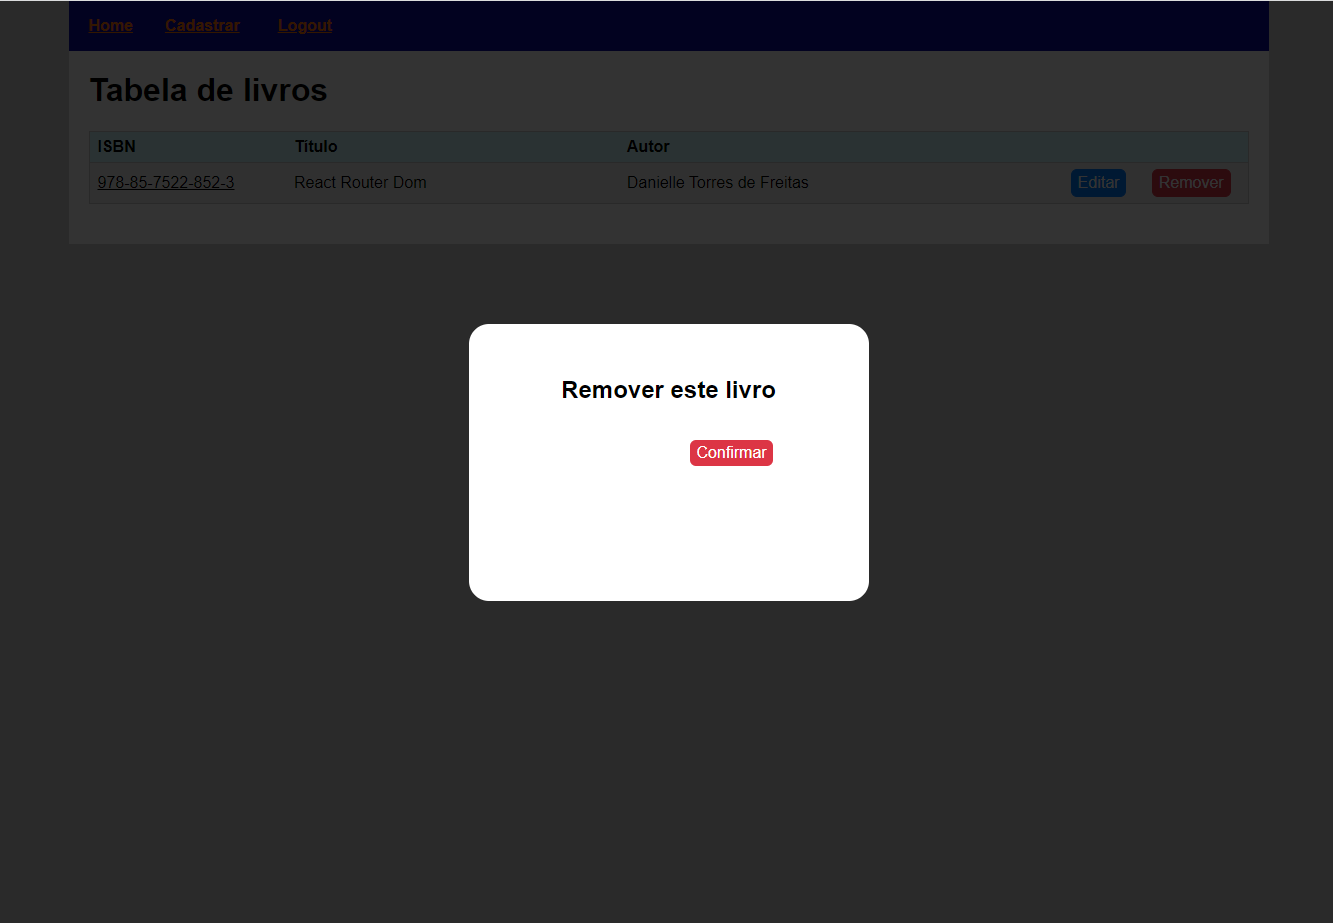 Home Cadastrar Logout
Tabela de livros
ISBN Título Autor
978-85-7522-852-3 React Router Dom Danielle Torres de Freitas Editar Remover
Remover este livro
Confirmar